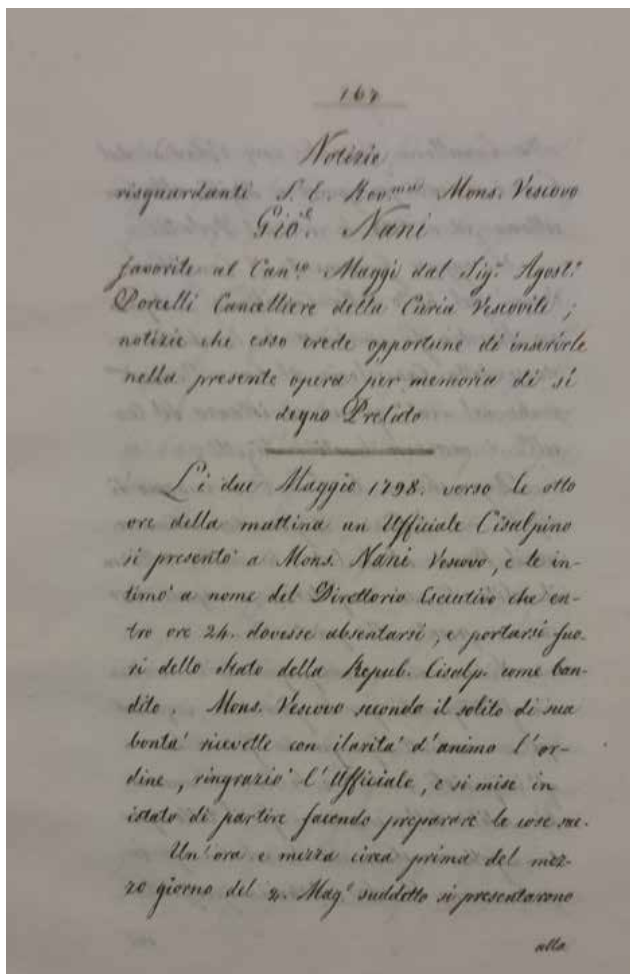 167
Notizie
risguardanti S. E. Rev.ma Mons. Vescovo
Gio.e Nani
favorite al Can.co Maggi dal Sig.r Agost.o
Porcelli Cancelliere della Curia Vescovile ;
notizie che esso crede opportune di inserirle
nella presente opera per memoria di sì
degno Prelato
Li due Maggio 1798. verso le otto
ore della mattina un Ufficiale Cisalpino
si presentò a Mons. Nani Vescovo, e le in-
timò a nome del Direttorio Esecutivo che en-
tro ore 24. dovesse absentarsi, e portarsi fuo-
ri dello Stato della Repub. Cisalp. come ban-
dito. Mons. Vescovo secondo il solito di sua
bontà ricevette con ilarità d'animo l'or-
dine, ringraziò l'Ufficiale, e si mise in
istato di partire facendo preparare le cose sue.
Un'ora e mezza circa prima del mez-
zo giorno del 2. Mag.o suddetto si presentarono
alla